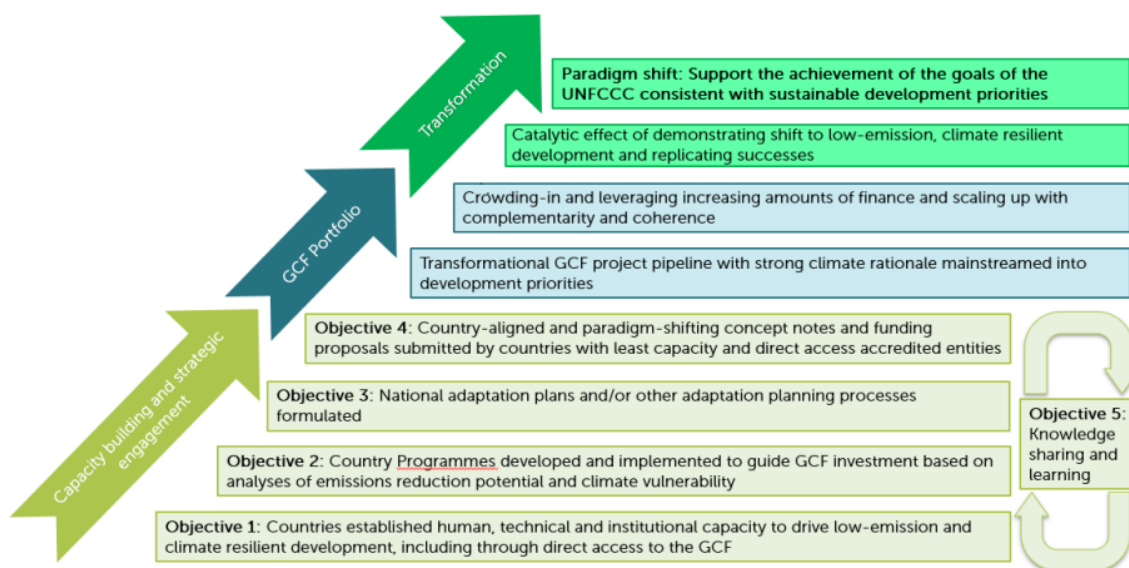 Transformation
Paradigm shift: Support the achievement of the goals of the
UNFCCC consistent with sustainable development priorities
Catalytic effect of demonstrating shift to low-emission, climate resilient
development and replicating successes
GCF Portfolio
Crowding-in and leveraging increasing amounts of finance and scaling up with
complementarity and coherence
Transformational GCF project pipeline with strong climate rationale mainstreamed into
development priorities
Capacity building and strategic
engagement
Objective 4: Country-aligned and paradigm-shifting concept notes and funding
proposals submitted by countries with least capacity and direct access accredited entities
Objective 3: National adaptation plans and/or other adaptation planning processes
formulated
Objective 2: Country Programmes developed and implemented to guide GCF investment based on
analyses of emissions reduction potential and climate vulnerability
Objective 1: Countries established human, technical and institutional capacity to drive low-emission and
climate resilient development, including through direct access to the GCF
Objective 5:
Knowledge
sharing and
learning